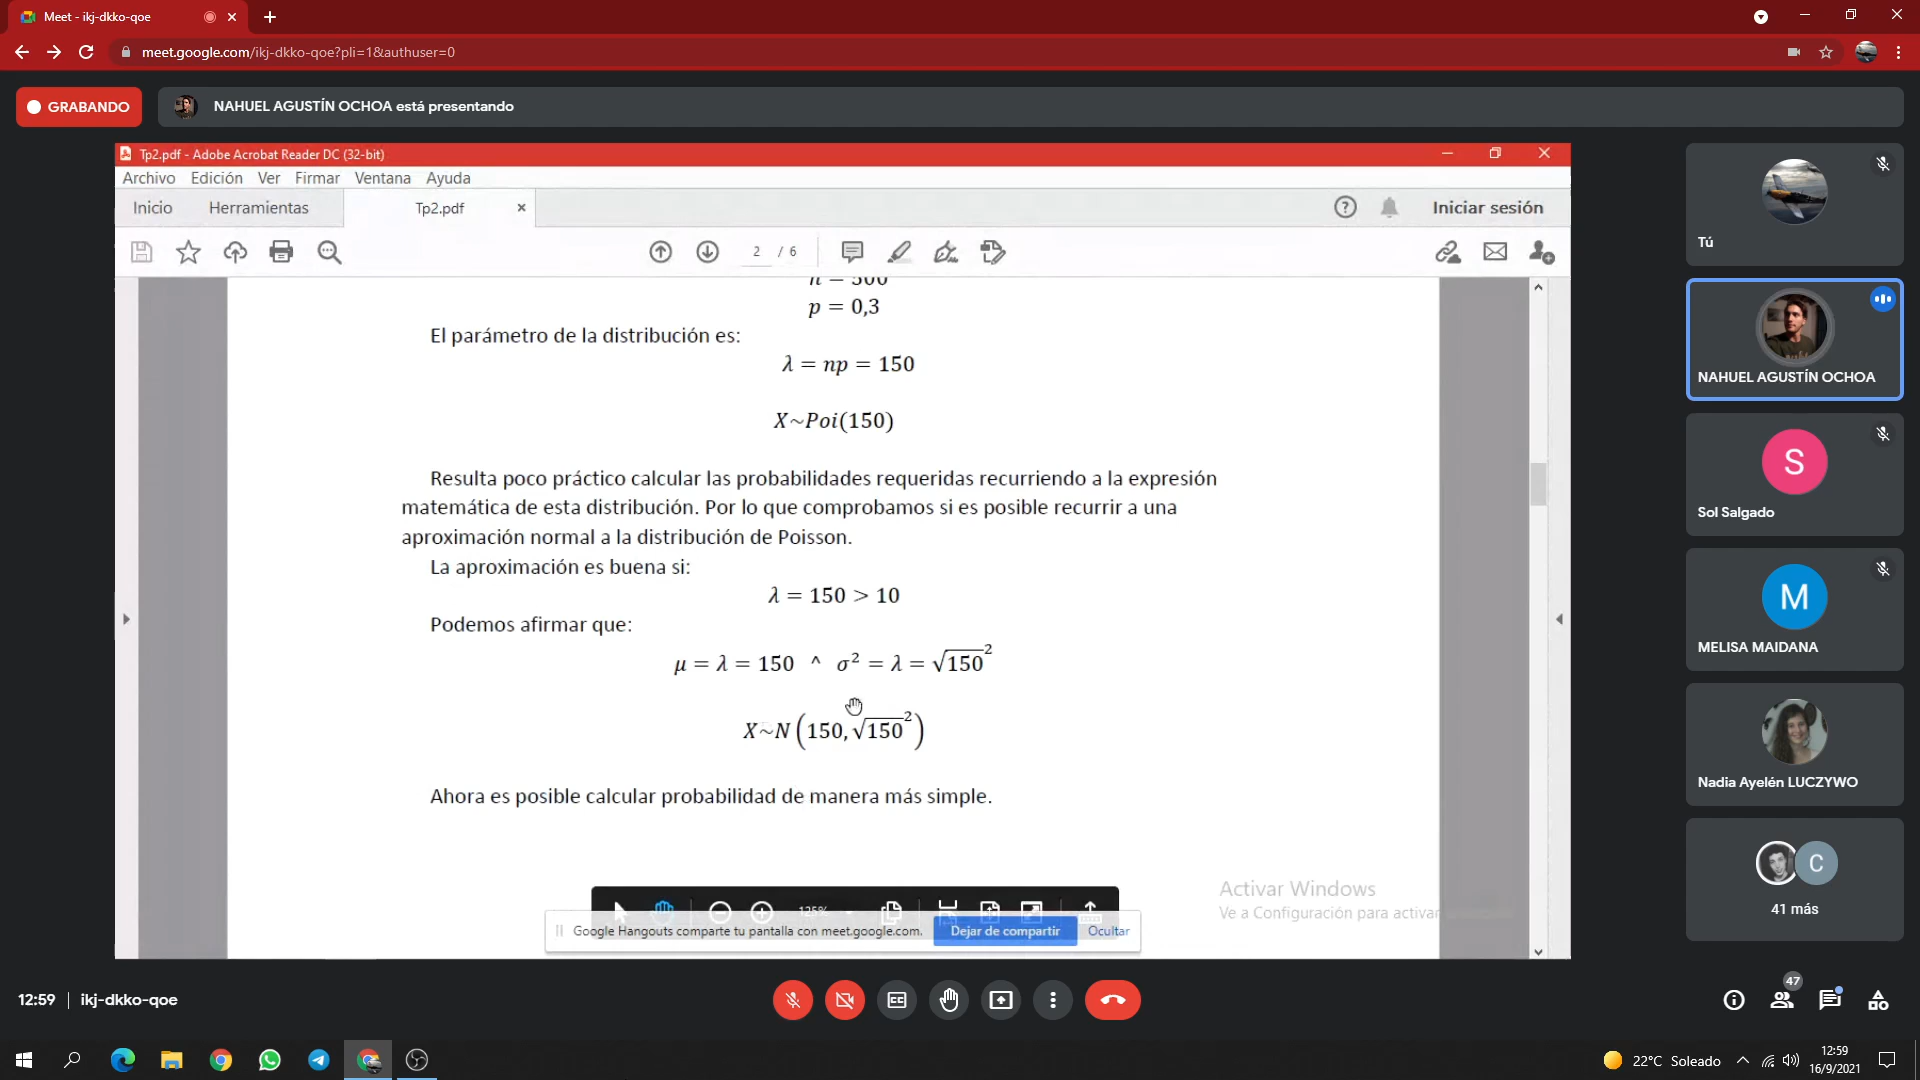 Meet - ikj-dkko-qoe
meet.google.com/ikj-dkko-qoe?pli=1&authuser=0
GRABANDO
NAHUEL AGUSTÍN OCHOA está presentando
Tp2.pdf - Adobe Acrobat Reader DC (32-bit)
Archivo Edición Ver Firmar Ventana Ayuda
Inicio Herramientas Tp2.pdf Iniciar sesión
2 / 6
n = 500
p = 0,3
El parámetro de la distribución es:
λ = np = 150
X~Poi(150)
Resulta poco práctico calcular las probabilidades requeridas recurriendo a la expresión
matemática de esta distribución. Por lo que comprobamos si es posible recurrir a una
aproximación normal a la distribución de Poisson.
La aproximación es buena si:
λ = 150 > 10
Podemos afirmar que:
μ = λ = 150 ^ σ² = λ = √150²
X~N(150, √150²)
Ahora es posible calcular probabilidad de manera más simple.
125%
Google Hangouts comparte tu pantalla con meet.google.com.
Dejar de compartir
Ocultar
Activar Windows
Ve a Configuración para activar
Tú
NAHUEL AGUSTÍN OCHOA
S
Sol Salgado
M
MELISA MAIDANA
Nadia Ayelén LUCZYWO
C
41 más
12:59 | ikj-dkko-qoe
47
22°C Soleado
12:59
16/9/2021